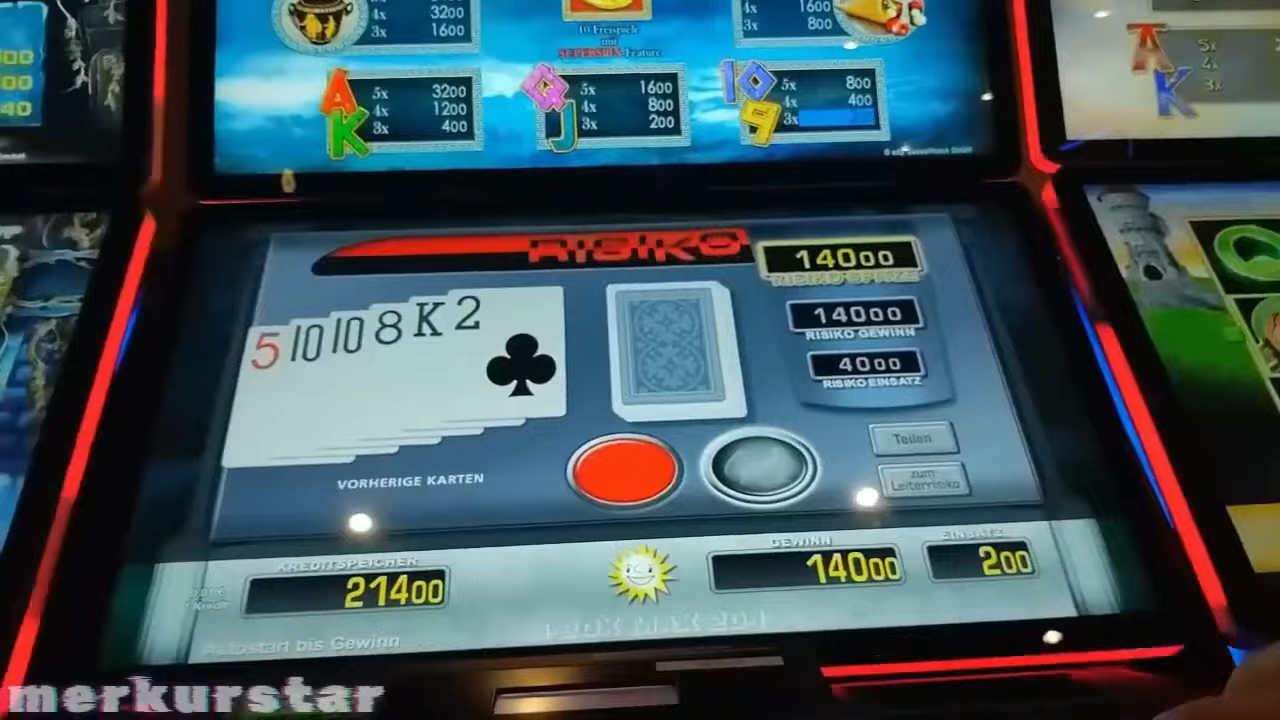 4x 3200
3x 1600
10 Freispiele
mit
SUPERSPIN-Feature
4x 1600
3x 800
A K
5x 3200
4x 1200
3x 400
Q J
5x 1600
4x 800
3x 200
10 9
5x 800
4x 400
3x
A K
5x
4x
3x
RISIKO
14000
RISIKO SPITZE
14000
RISIKO GEWINN
4000
RISIKO EINSATZ
5 10 10 8 K 2
VORHERIGE KARTEN
Teilen
zum
Leiterrisiko
KREDITSPEICHER
21400
GEWINN
14000
EINSATZ
200
Autostart bis Gewinn
merkurstar